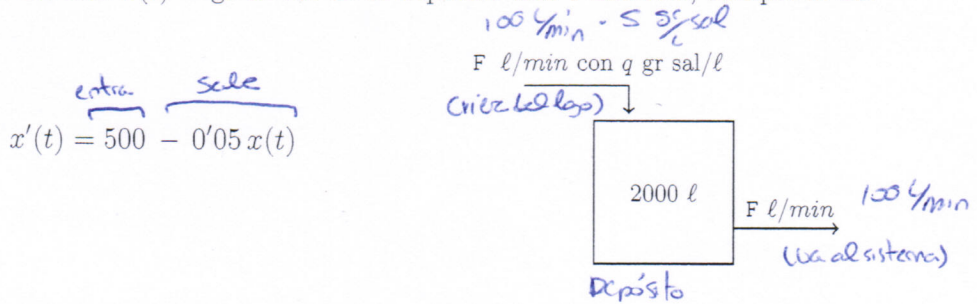 100 l/min · 5 gr/l sal
F ℓ/min con q gr sal/ℓ
entra sale
x'(t) = 500 − 0'05 x(t)
2000 ℓ
F ℓ/min
100 l/min
(va al sistema)
Depósito